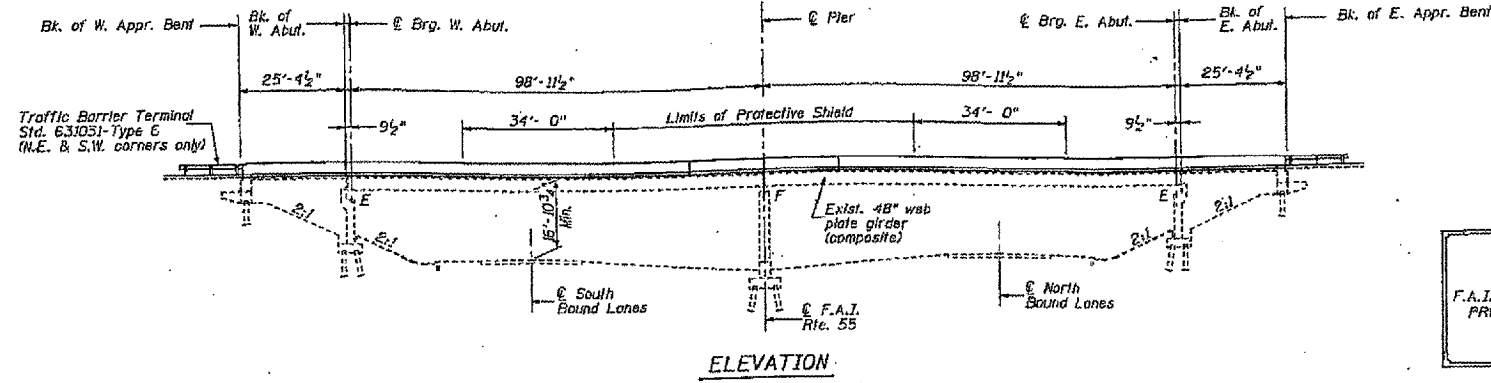 Bk. of W. Appr. Bent
Bk. of
W. Abut.
℄ Brg. W. Abut.
℄ Pier
℄ Brg. E. Abut.
Bk. of
E. Abut.
Bk. of E. Appr. Bent
25'-4½"
98'-11½"
98'-11½"
25'-4½"
Traffic Barrier Terminal
Std. 631031-Type 6
(N.E. & S.W. corners only)
9½"
34'-0"
Limits of Protective Shield
34'-0"
9½"
E
F
E
2:1
2:1
16'-10¾"
Min.
Exist. 48" web
plate girder
(composite)
2:1
2:1
℄ South
Bound Lanes
℄ F.A.I.
Rte. 55
℄ North
Bound Lanes
F.A.I.
ELEVATION